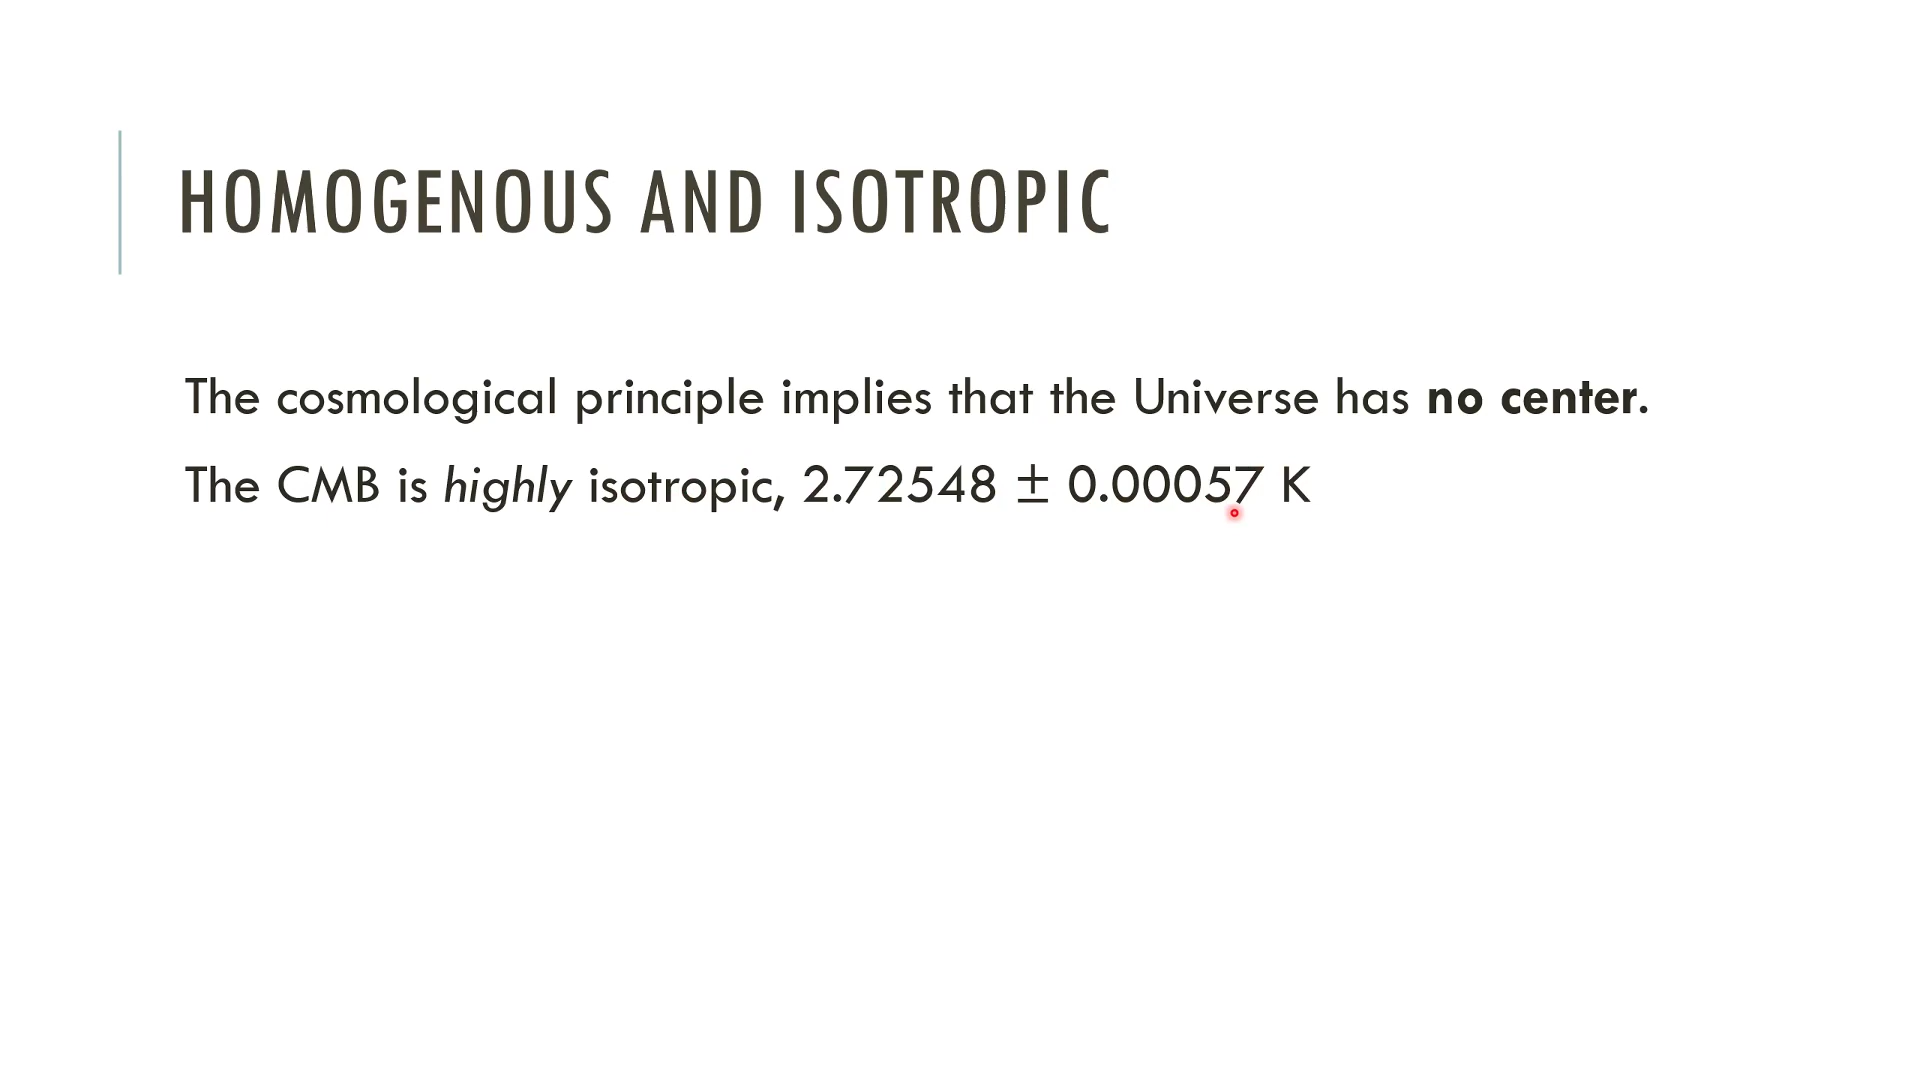 HOMOGENOUS AND ISOTROPIC
The cosmological principle implies that the Universe has no center.
The CMB is highly isotropic, 2.72548 ± 0.00057 K